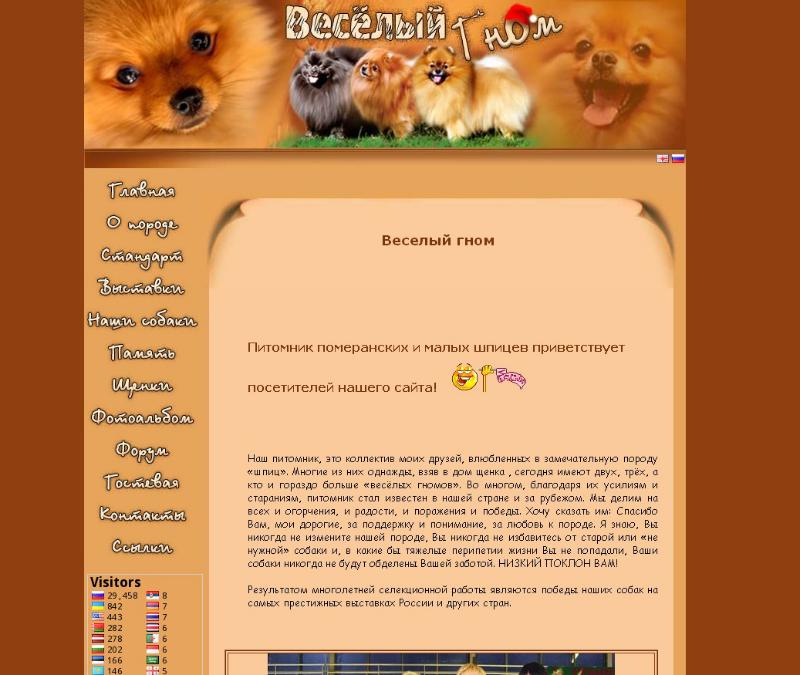 Весёлый Гном
Главная
О породе
Стандарт
Выставки
Наши собаки
Память
Щенки
Фотоальбом
Форум
Гостевая
Контакты
Ссылки
Visitors
29,458 8
842 7
443 7
282 6
278 6
202 6
166 6
146 5
Веселый гном
Питомник померанских и малых шпицев приветствует
посетителей нашего сайта!
Наш питомник, это коллектив моих друзей, влюбленных в замечательную породу
«шпиц». Многие из них однажды, взяв в дом щенка , сегодня имеют двух, трёх, а
кто и гораздо больше «весёлых гномов». Во многом, благодаря их усилиям и
стараниям, питомник стал известен в нашей стране и за рубежом. Мы делим на
всех и огорчения, и радости, и поражения и победы. Хочу сказать им: Спасибо
Вам, мои дорогие, за поддержку и понимание, за любовь к породе. Я знаю, Вы
никогда не измените нашей породе, Вы никогда не избавитесь от старой или «не
нужной» собаки и, в какие бы тяжелые перипетии жизни Вы не попадали, Ваши
собаки никогда не будут обделены Вашей заботой. НИЗКИЙ ПОКЛОН ВАМ!
Результатом многолетней селекционной работы являются победы наших собак на
самых престижных выставках России и других стран.